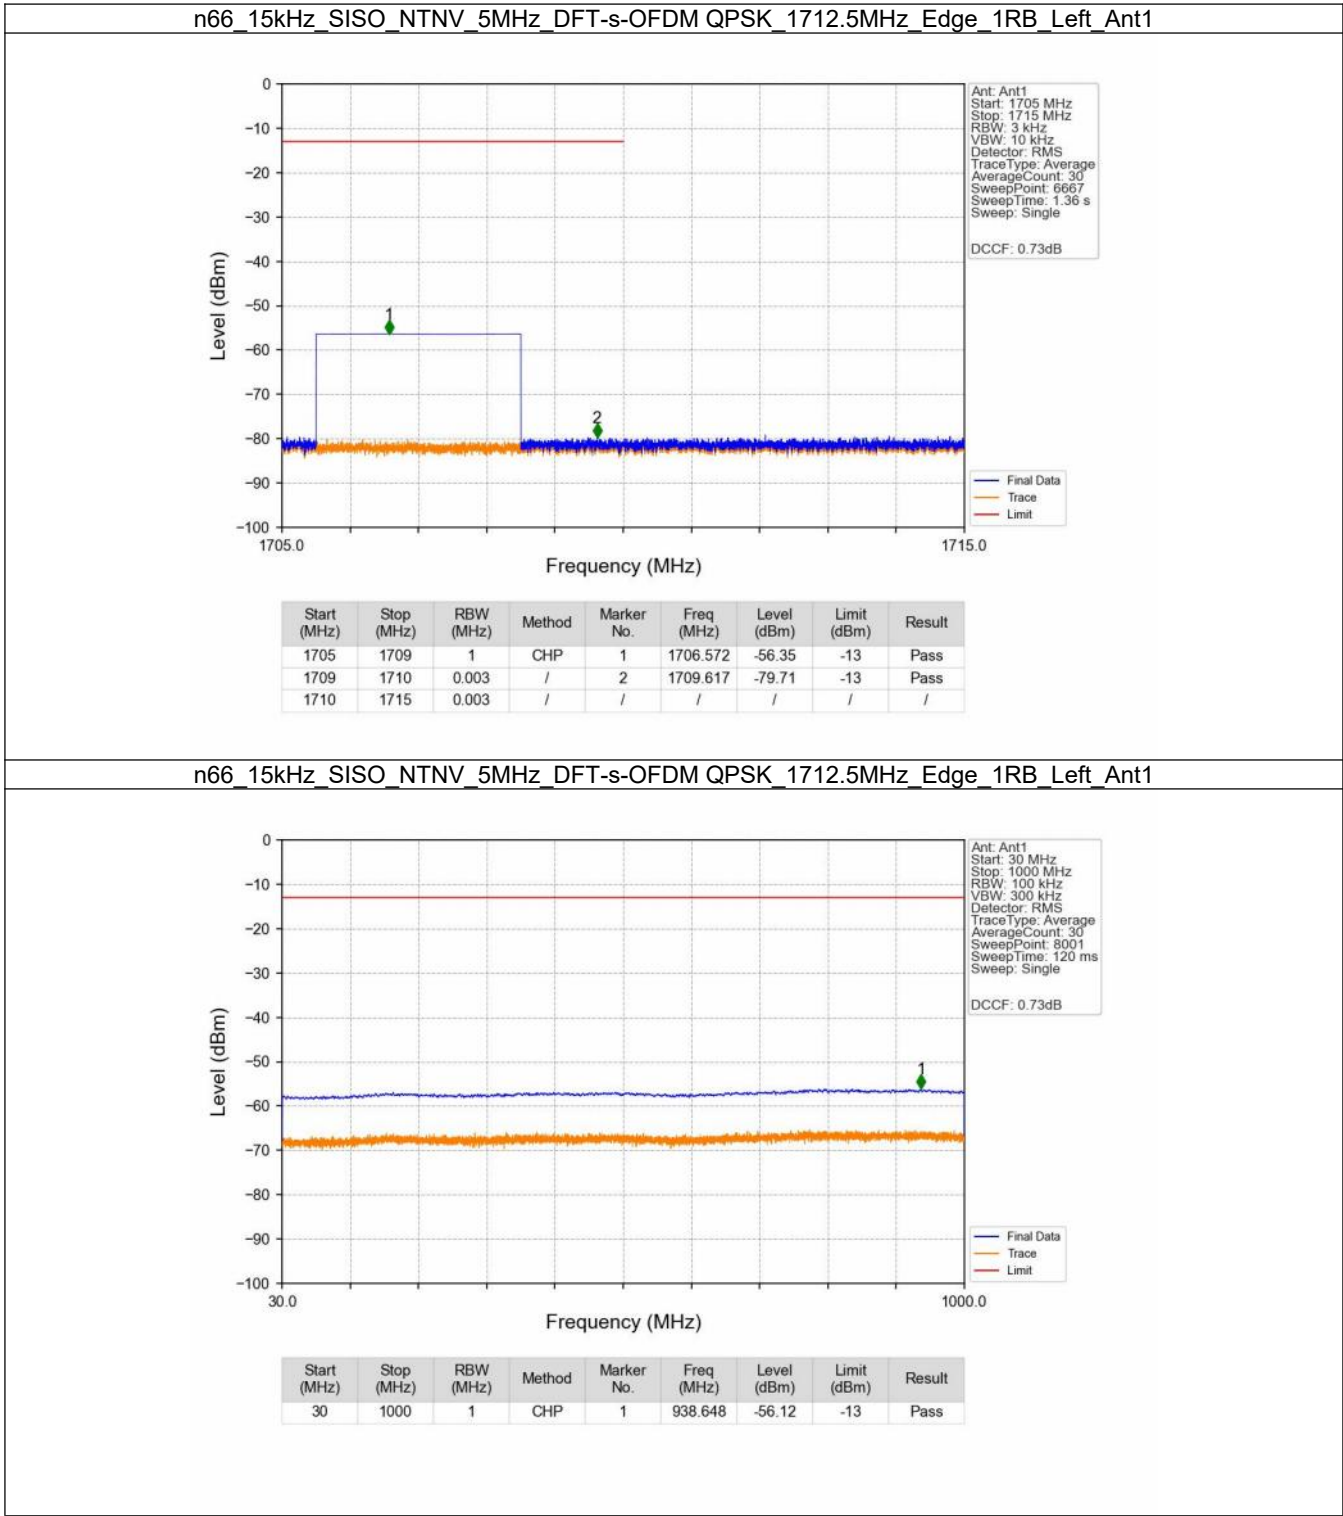 n66_15kHz_SISO_NTNV_5MHz_DFT-s-OFDM QPSK_1712.5MHz_Edge_1RB_Left_Ant1
Ant: Ant1
Start: 1705 MHz
Stop: 1715 MHz
RBW: 3 kHz
VBW: 10 kHz
Detector: RMS
TraceType: Average
AverageCount: 30
SweepPoint: 6667
SweepTime: 1.36 s
Sweep: Single
DCCF: 0.73dB
0
−10
−20
−30
−40
−50
−60
−70
−80
−90
−100
Level (dBm)
1
2
Final Data
Trace
Limit
1705.0 1715.0
Frequency (MHz)
Start (MHz) Stop (MHz) RBW (MHz) Method Marker No. Freq (MHz) Level (dBm) Limit (dBm) Result
1705 1709 1 CHP 1 1706.572 -56.35 -13 Pass
1709 1710 0.003 / 2 1709.617 -79.71 -13 Pass
1710 1715 0.003 / / / / / /
n66_15kHz_SISO_NTNV_5MHz_DFT-s-OFDM QPSK_1712.5MHz_Edge_1RB_Left_Ant1
Ant: Ant1
Start: 30 MHz
Stop: 1000 MHz
RBW: 100 kHz
VBW: 300 kHz
Detector: RMS
TraceType: Average
AverageCount: 30
SweepPoint: 8001
SweepTime: 120 ms
Sweep: Single
DCCF: 0.73dB
0
−10
−20
−30
−40
−50
−60
−70
−80
−90
−100
Level (dBm)
1
Final Data
Trace
Limit
30.0 1000.0
Frequency (MHz)
Start (MHz) Stop (MHz) RBW (MHz) Method Marker No. Freq (MHz) Level (dBm) Limit (dBm) Result
30 1000 1 CHP 1 938.648 -56.12 -13 Pass